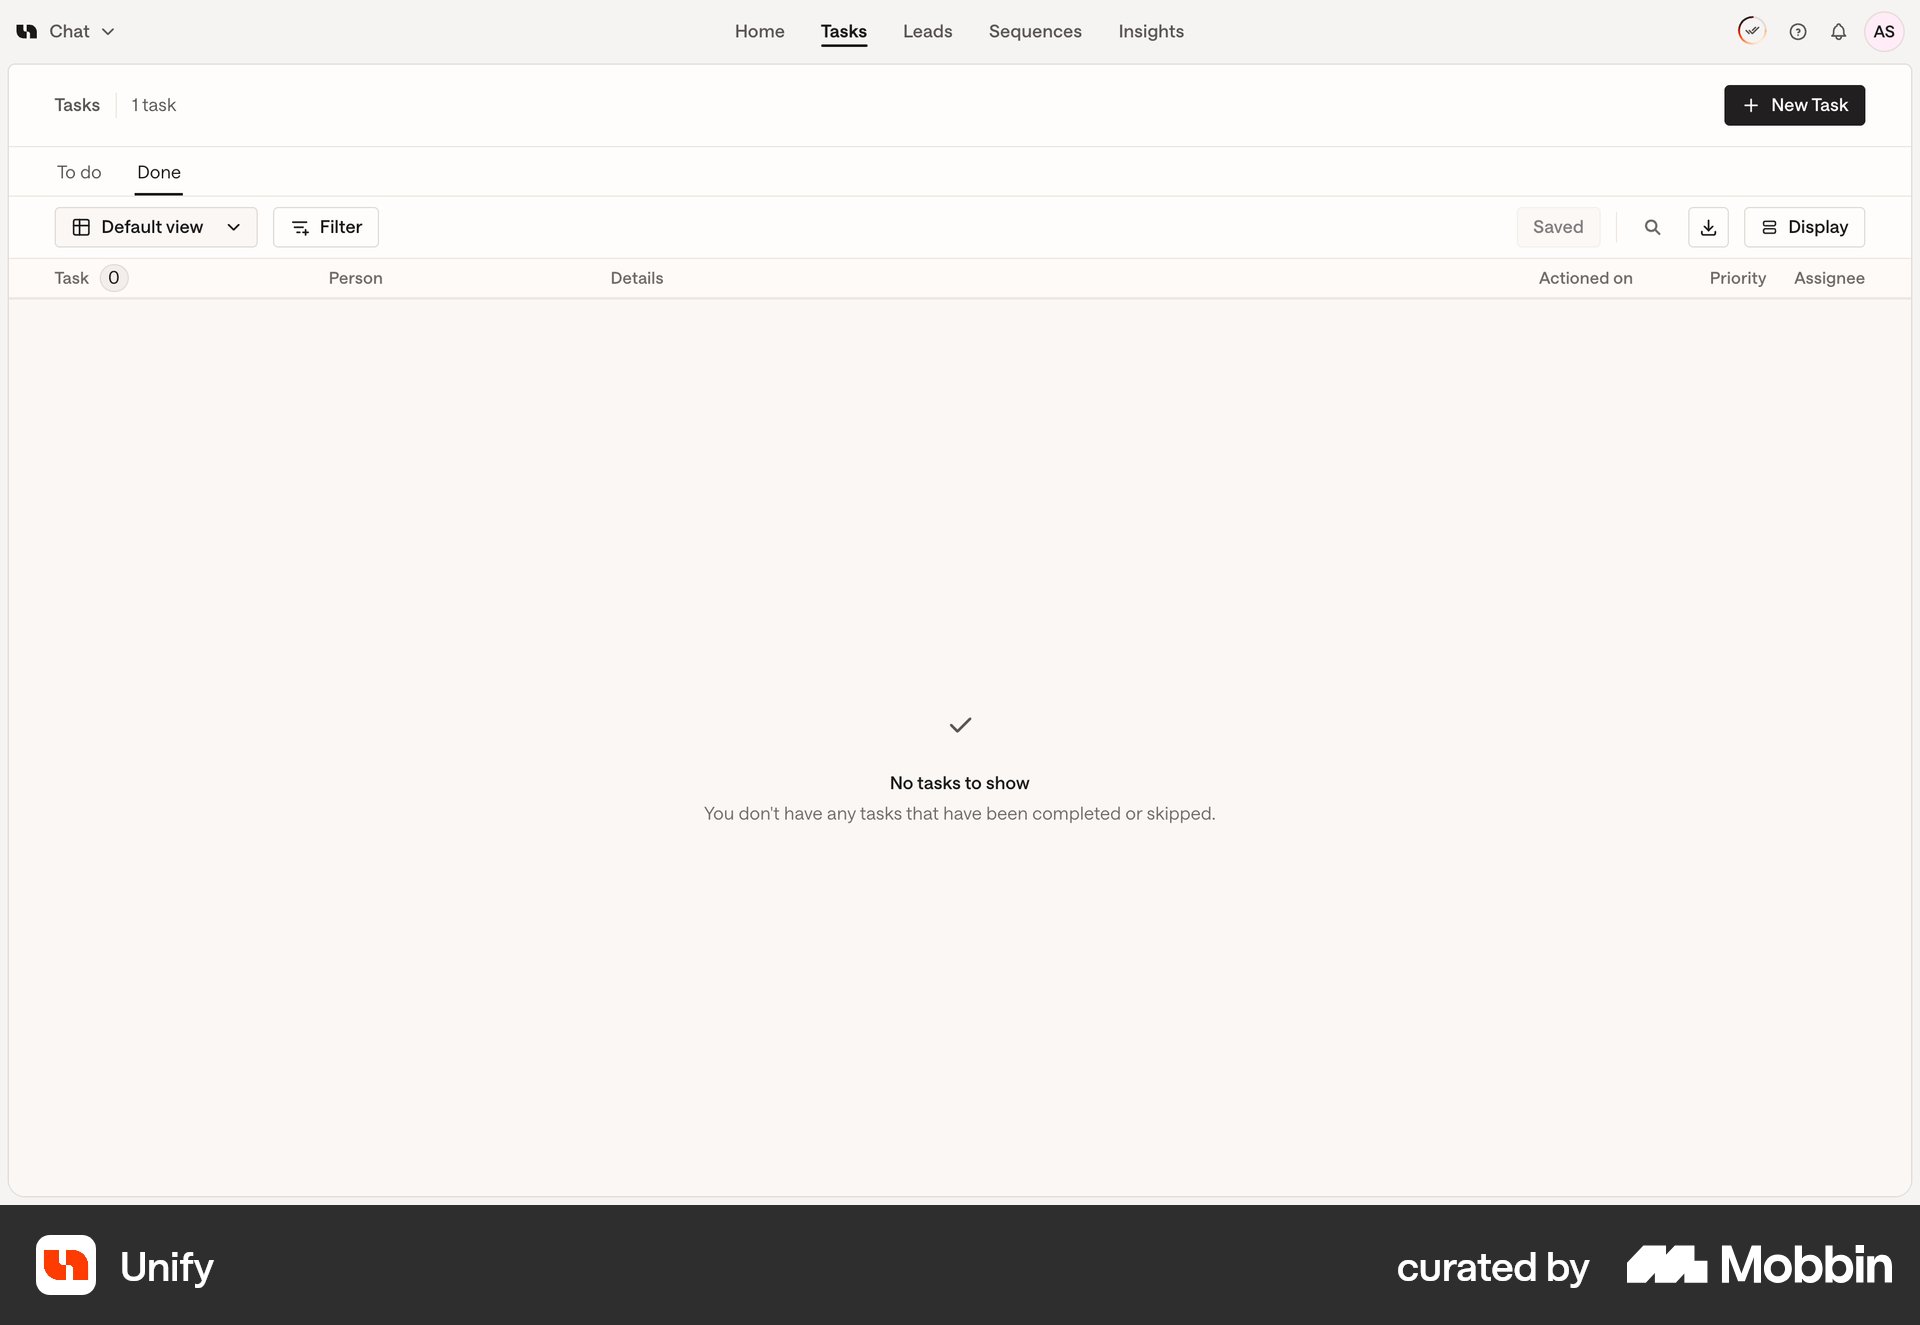 Chat
Home Tasks Leads Sequences Insights
AS
Tasks 1 task
New Task
To do Done
Default view Filter
Saved Display
Task 0 Person Details Actioned on Priority Assignee
No tasks to show
You don't have any tasks that have been completed or skipped.
Unify
curated by Mobbin